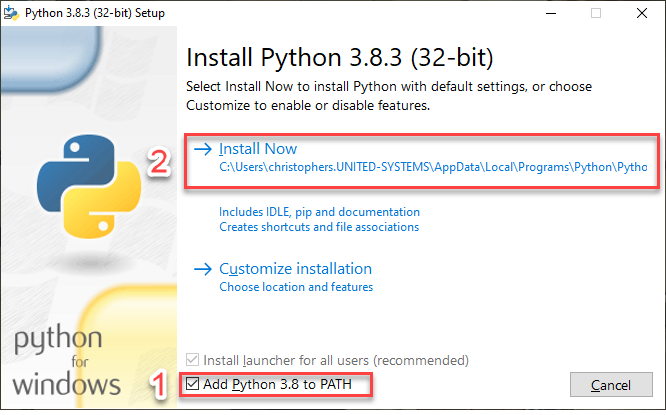 Python 3.8.3 (32-bit) Setup
Install Python 3.8.3 (32-bit)
Select Install Now to install Python with default settings, or choose
Customize to enable or disable features.
2
Install Now
C:\Users\christophers.UNITED-SYSTEMS\AppData\Local\Programs\Python\Pytho
Includes IDLE, pip and documentation
Creates shortcuts and file associations
Customize installation
Choose location and features
python
for
windows
Install launcher for all users (recommended)
1
Add Python 3.8 to PATH
Cancel